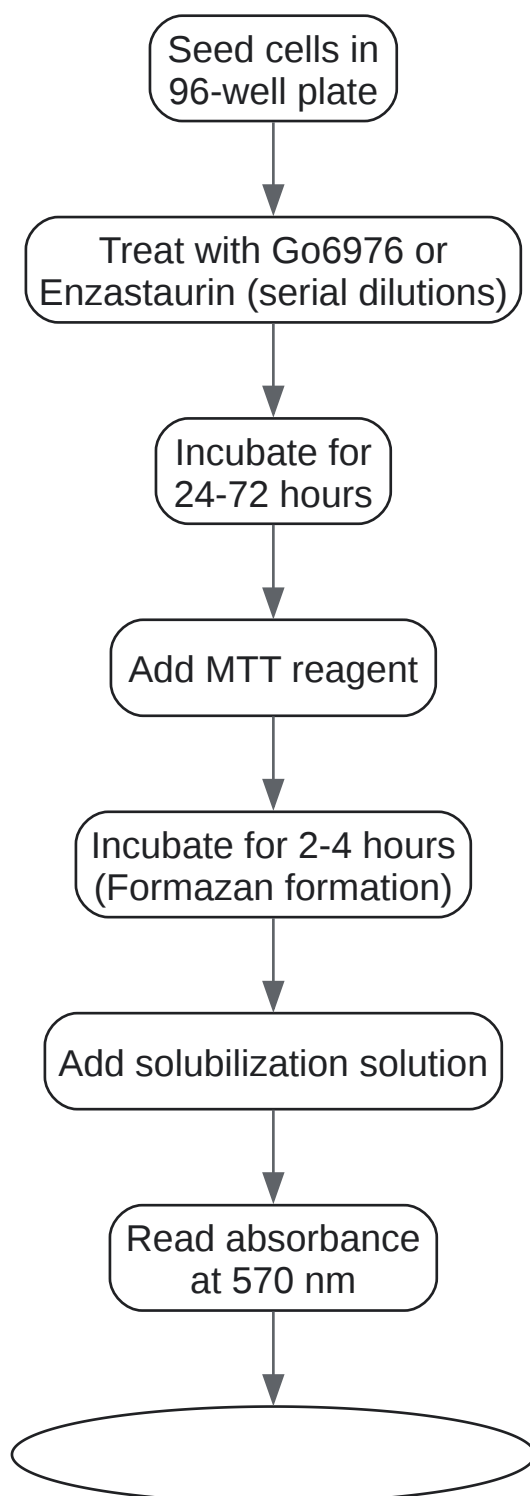 Seed cells in
96-well plate
Treat with Go6976 or
Enzastaurin (serial dilutions)
Incubate for
24-72 hours
Add MTT reagent
Incubate for 2-4 hours
(Formazan formation)
Add solubilization solution
Read absorbance
at 570 nm